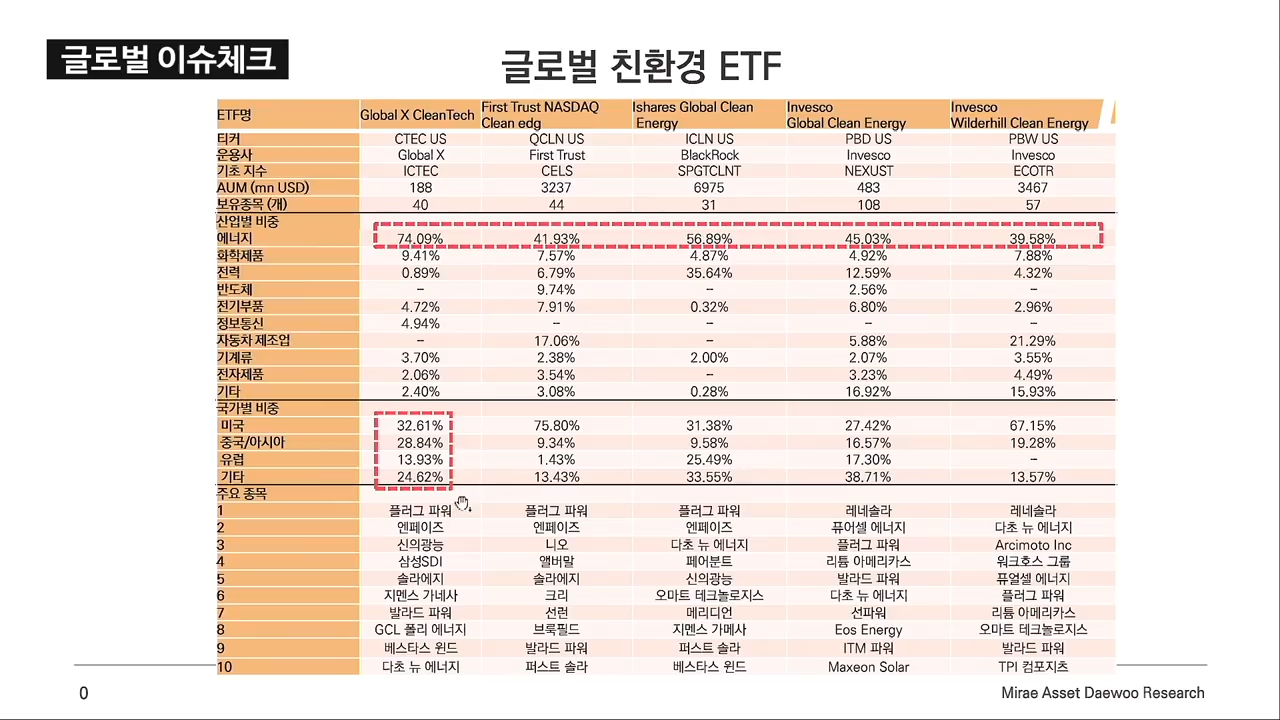 글로벌 이슈체크
글로벌 친환경 ETF
ETF명 Global X CleanTech First Trust NASDAQ Clean edg Ishares Global Clean Energy Invesco Global Clean Energy Invesco Wilderhill Clean Energy
티커 CTEC US QCLN US ICLN US PBD US PBW US
운용사 Global X First Trust BlackRock Invesco Invesco
기초 지수 ICTEC CELS SPGTCLNT NEXUST ECOTR
AUM (mn USD) 188 3237 6975 483 3467
보유종목 (개) 40 44 31 108 57
산업별 비중
에너지 74.09% 41.93% 56.89% 45.03% 39.58%
화학제품 9.41% 7.57% 4.87% 4.92% 7.88%
전력 0.89% 6.79% 35.64% 12.59% 4.32%
반도체 - 9.74% - 2.56% -
전기부품 4.72% 7.91% 0.32% 6.80% 2.96%
정보통신 4.94% - - - -
자동차 제조업 - 17.06% - 5.88% 21.29%
기계류 3.70% 2.38% 2.00% 2.07% 3.55%
전자제품 2.06% 3.54% - 3.23% 4.49%
기타 2.40% 3.08% 0.28% 16.92% 15.93%
국가별 비중
미국 32.61% 75.80% 31.38% 27.42% 67.15%
중국/아시아 28.84% 9.34% 9.58% 16.57% 19.28%
유럽 13.93% 1.43% 25.49% 17.30% -
기타 24.62% 13.43% 33.55% 38.71% 13.57%
주요 종목
1 플러그 파워 플러그 파워 플러그 파워 레네솔라 레네솔라
2 엔페이즈 엔페이즈 엔페이즈 퓨어셀 에너지 다초 뉴 에너지
3 신의광능 니오 다초 뉴 에너지 플러그 파워 Arcimoto Inc
4 삼성SDI 앨버말 페어분트 리튬 아메리카스 워크호스 그룹
5 솔라에지 솔라에지 신의광능 발라드 파워 퓨얼셀 에너지
6 지멘스 가네사 크리 오마트 테크놀로지스 다초 뉴 에너지 플러그 파워
7 발라드 파워 선런 메리디언 선파워 리튬 아메리카스
8 GCL 폴리 에너지 브룩필드 지멘스 가메사 Eos Energy 오마트 테크놀로지스
9 베스타스 윈드 발라드 파워 퍼스트 솔라 ITM 파워 발라드 파워
10 다초 뉴 에너지 퍼스트 솔라 베스타스 윈드 Maxeon Solar TPI 컴포지츠
0
Mirae Asset Daewoo Research